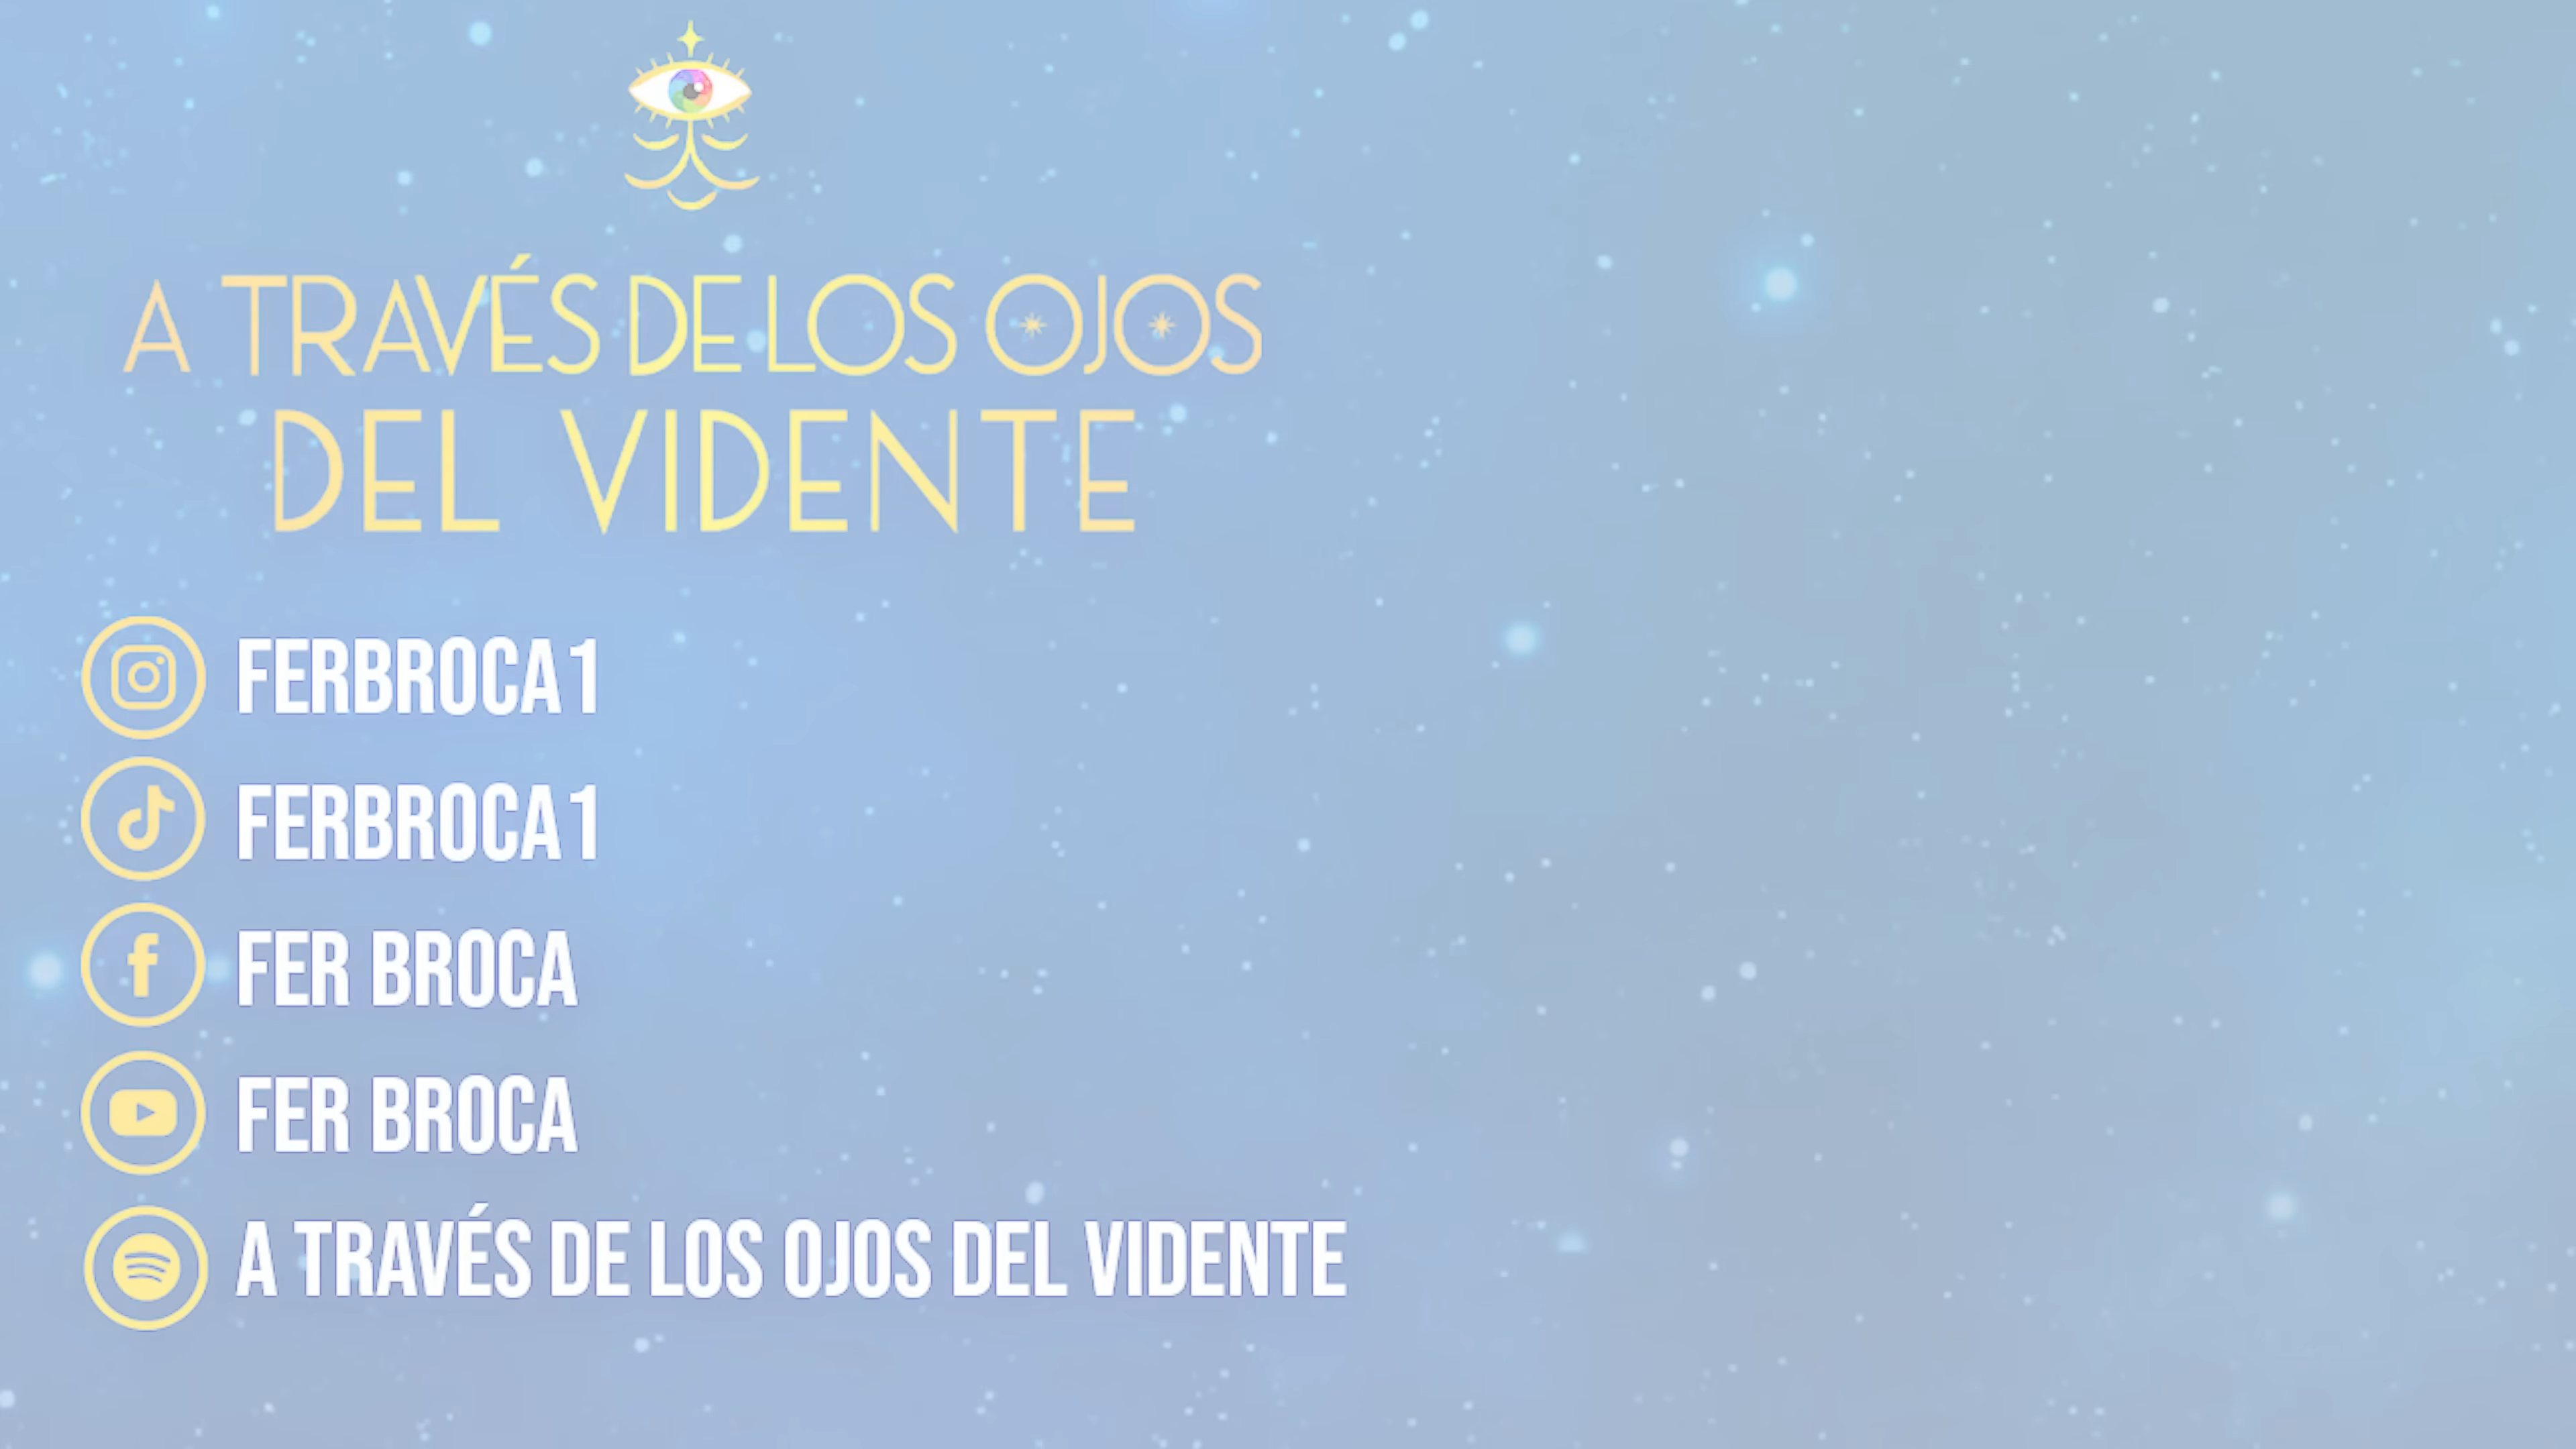 A TRAVÉS DE LOS OJOS
DEL VIDENTE
FERBROCA1
FERBROCA1
FER BROCA
FER BROCA
A TRAVÉS DE LOS OJOS DEL VIDENTE